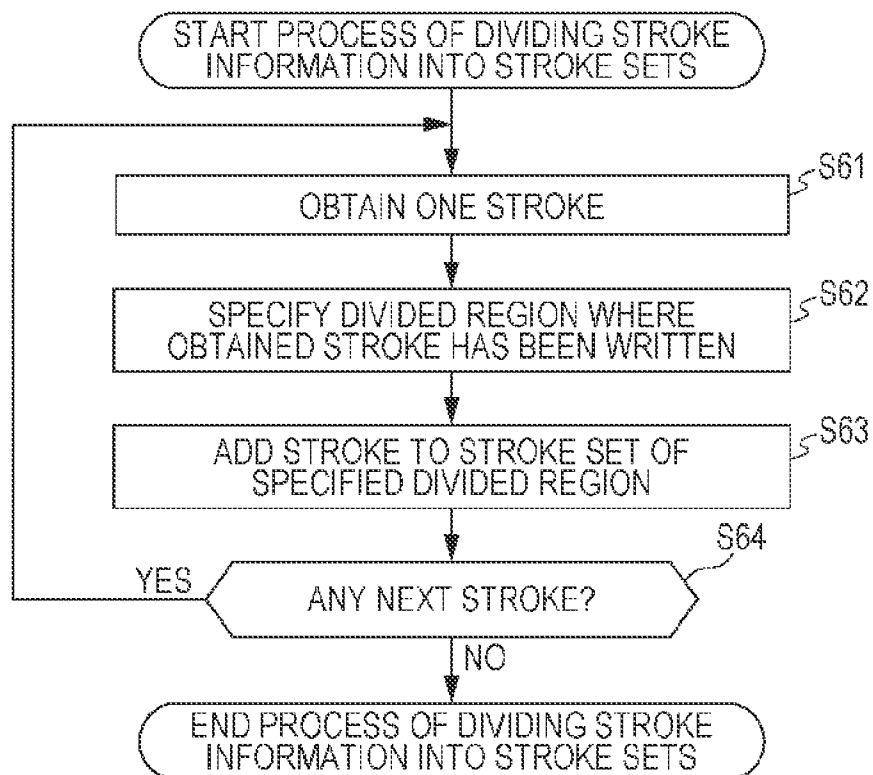 START PROCESS OF DIVIDING STROKE
INFORMATION INTO STROKE SETS
S61
OBTAIN ONE STROKE
S62
SPECIFY DIVIDED REGION WHERE
OBTAINED STROKE HAS BEEN WRITTEN
S63
ADD STROKE TO STROKE SET OF
SPECIFIED DIVIDED REGION
S64
YES
ANY NEXT STROKE?
NO
END PROCESS OF DIVIDING STROKE
INFORMATION INTO STROKE SETS